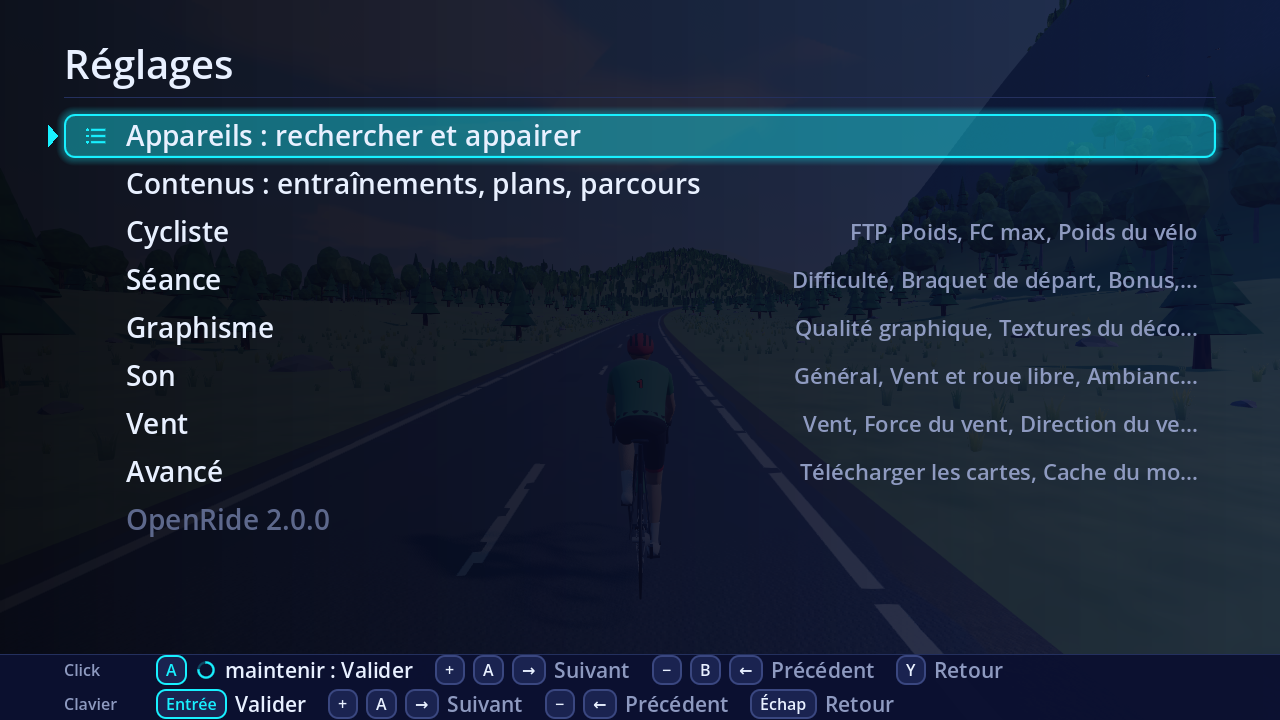 Réglages
Appareils : rechercher et appairer
Contenus : entraînements, plans, parcours
Cycliste FTP, Poids, FC max, Poids du vélo
Séance Difficulté, Braquet de départ, Bonus,...
Graphisme Qualité graphique, Textures du déco...
Son Général, Vent et roue libre, Ambianc...
Vent Vent, Force du vent, Direction du ve...
Avancé Télécharger les cartes, Cache du mo...
OpenRide 2.0.0
Click A maintenir : Valider + A → Suivant − B ← Précédent Y Retour
Clavier Entrée Valider + A → Suivant − ← Précédent Échap Retour